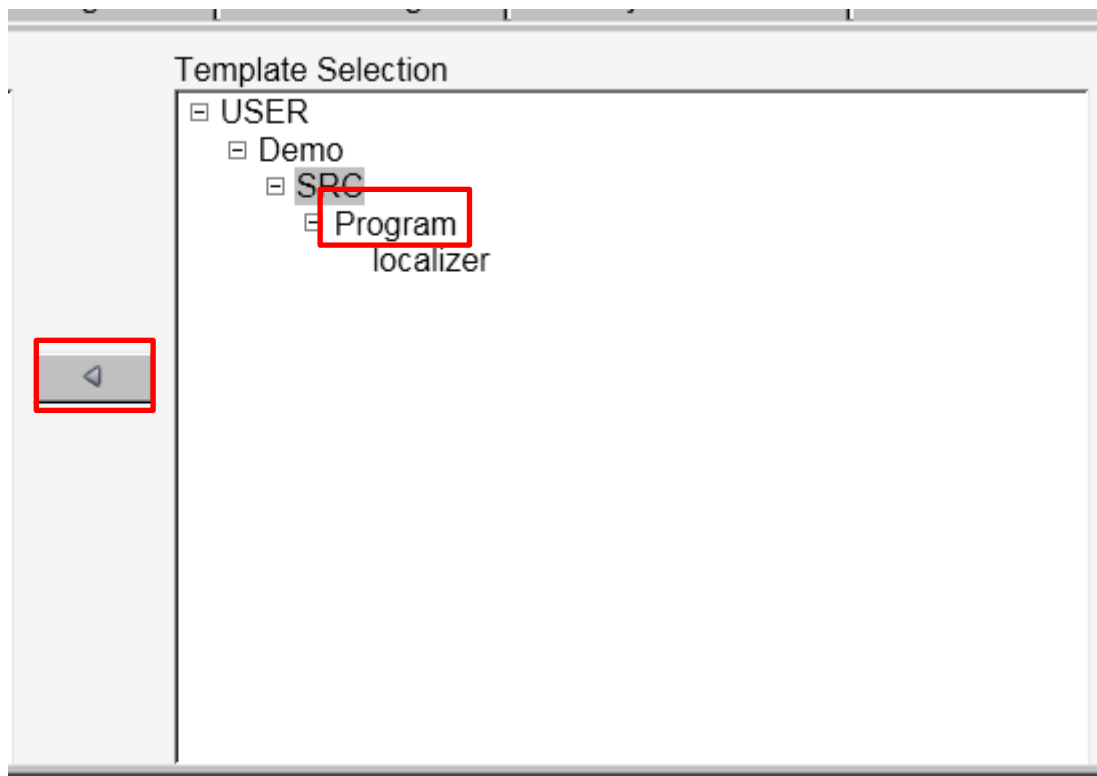 Template Selection
USER
Demo
SRC
Program
localizer